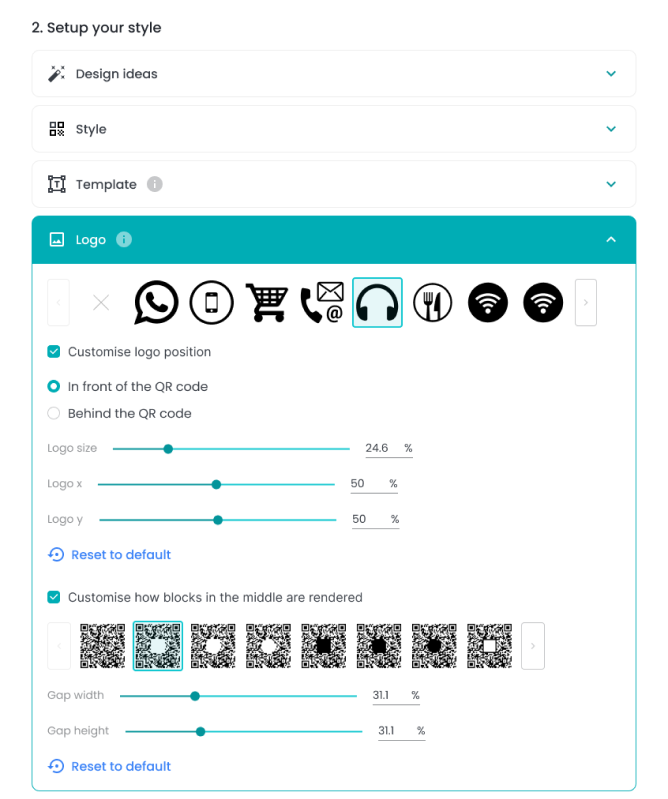 2. Setup your style
Design ideas
Style
Template
Logo
@
Customise logo position
In front of the QR code
Behind the QR code
Logo size 24.6 %
Logo x 50 %
Logo y 50 %
Reset to default
Customise how blocks in the middle are rendered
Gap width 31.1 %
Gap height 31.1 %
Reset to default